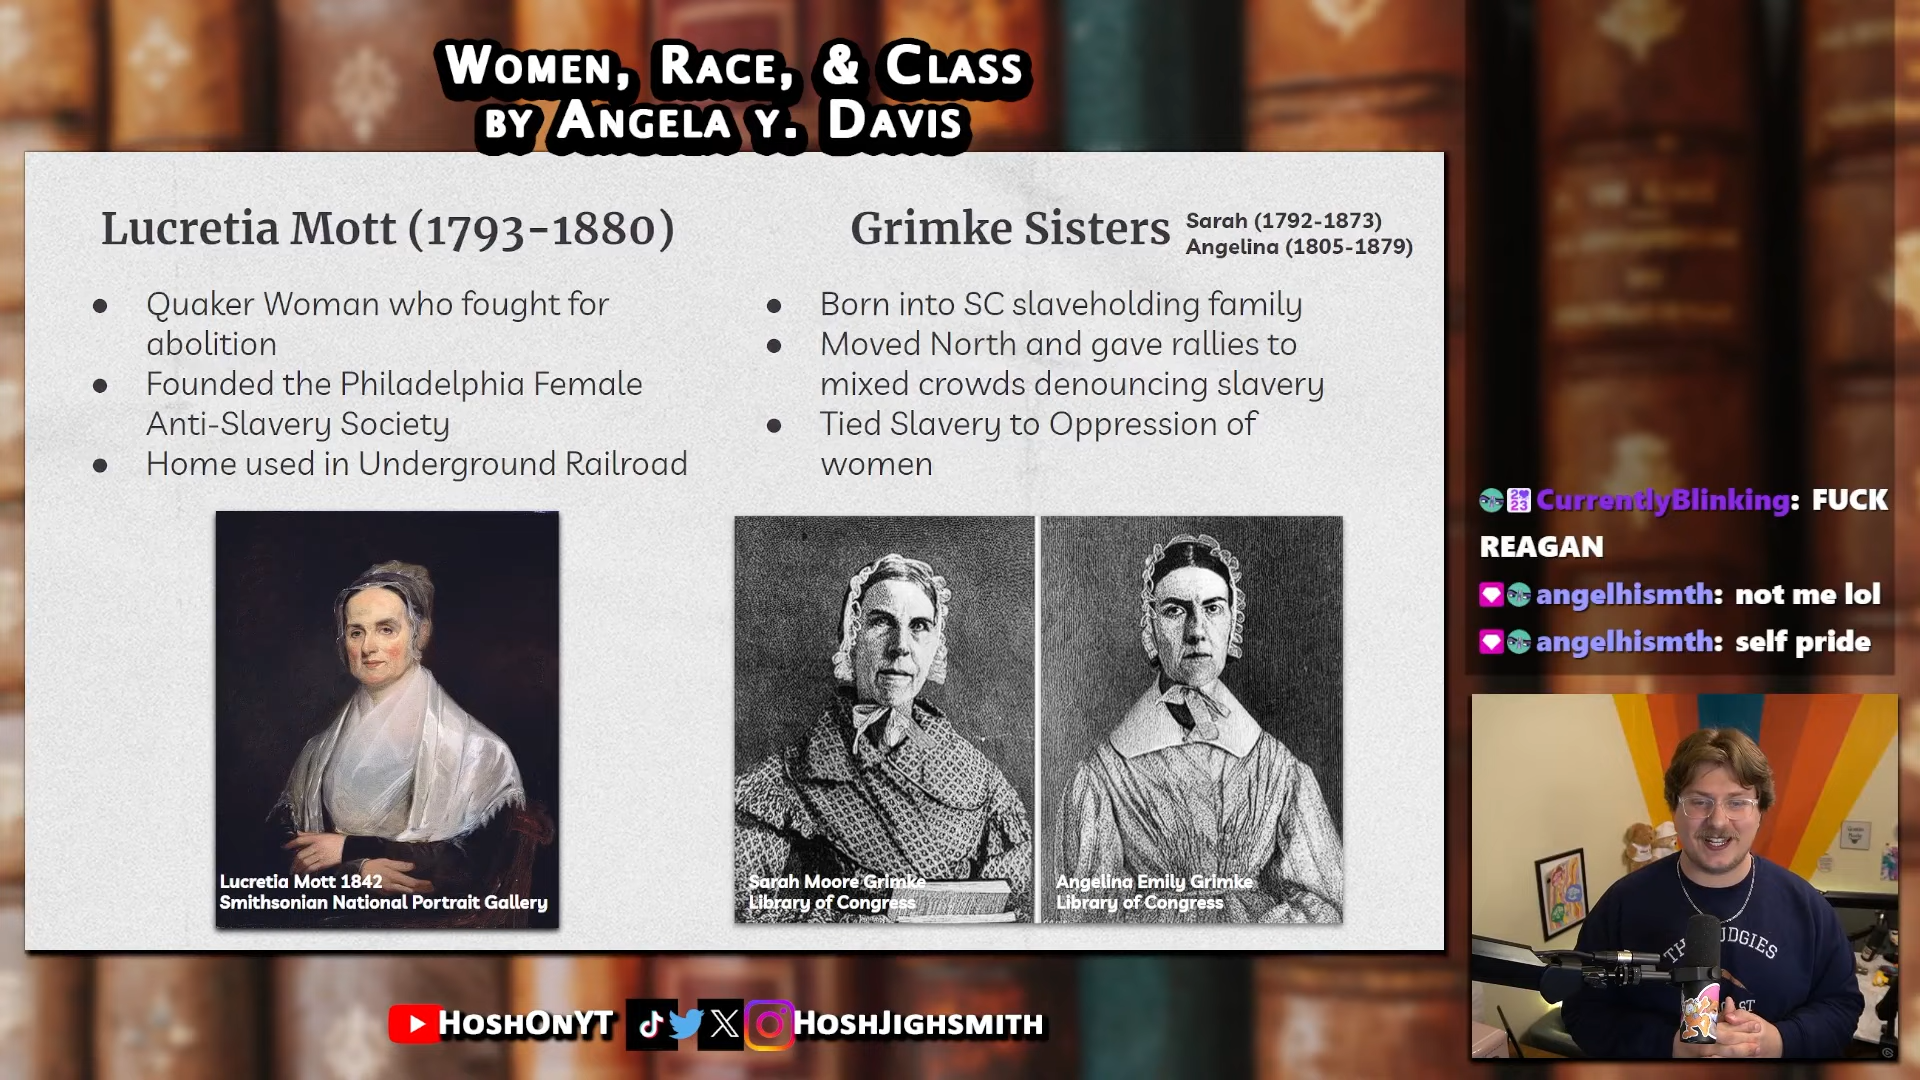 Women, Race, & Class
by Angela Y. Davis
Lucretia Mott (1793-1880)
● Quaker Woman who fought for
abolition
● Founded the Philadelphia Female
Anti-Slavery Society
● Home used in Underground Railroad
Lucretia Mott 1842
Smithsonian National Portrait Gallery
Grimke Sisters
Sarah (1792-1873)
Angelina (1805-1879)
● Born into SC slaveholding family
● Moved North and gave rallies to
mixed crowds denouncing slavery
● Tied Slavery to Oppression of
women
Sarah Moore Grimke
Library of Congress
Angelina Emily Grimke
Library of Congress
CurrentlyBlinking: FUCK
REAGAN
angelhismth: not me lol
angelhismth: self pride
HoshOnYT
HoshJighsmith